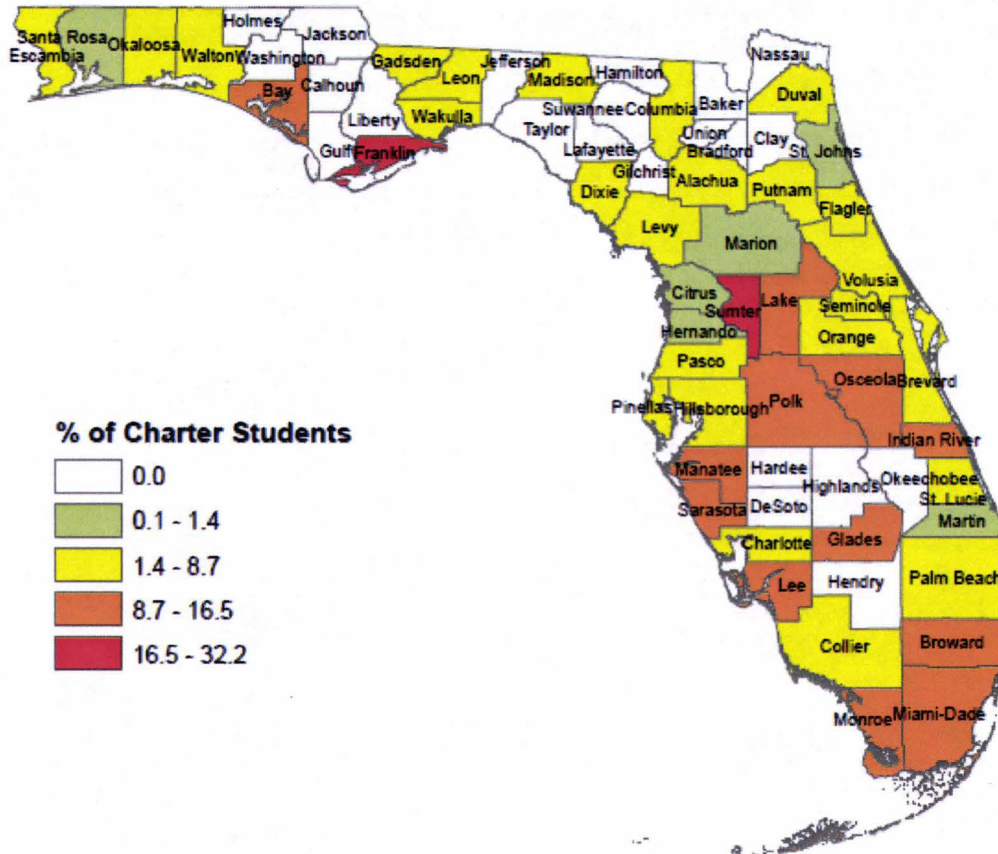 Holmes
Jackson
Santa Rosa
Escambia
Okaloosa
Walton
Washington
Bay
Calhoun
Gadsden
Leon
Jefferson
Madison
Hamilton
Nassau
Liberty
Wakulla
Suwannee
Columbia
Baker
Duval
Gulf
Franklin
Taylor
Lafayette
Union
Bradford
Clay
St. Johns
Gilchrist
Dixie
Alachua
Putnam
Flagler
Levy
Marion
Volusia
Citrus
Sumter
Lake
Seminole
Hernando
Orange
Pasco
Osceola
Brevard
Pinellas
Hillsborough
Polk
Indian River
% of Charter Students
0.0
0.1 - 1.4
1.4 - 8.7
8.7 - 16.5
16.5 - 32.2
Manatee
Hardee
Highlands
Okeechobee
St. Lucie
Sarasota
DeSoto
Martin
Charlotte
Glades
Lee
Hendry
Palm Beach
Collier
Broward
Monroe
Miami-Dade